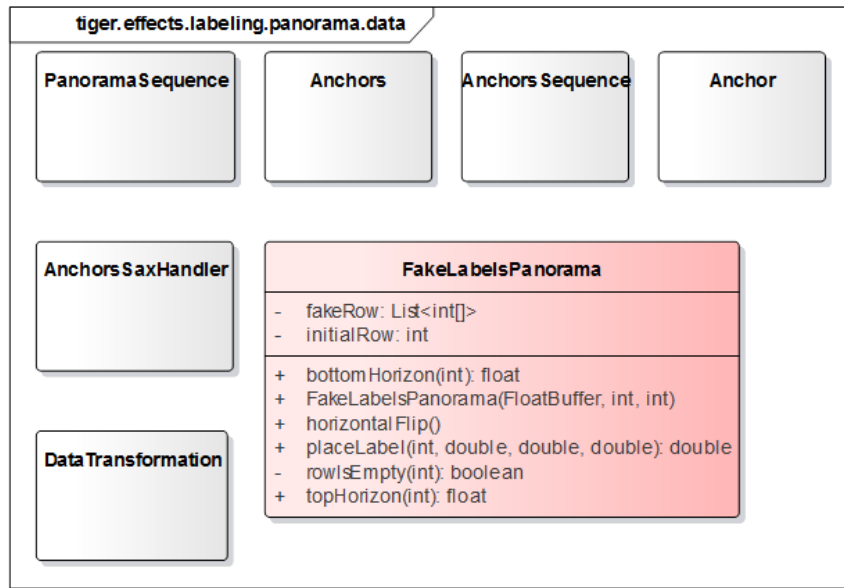 tiger.effects.labeling.panorama.data
PanoramaSequence
Anchors
AnchorsSequence
Anchor
AnchorsSaxHandler
FakeLabelsPanorama
- fakeRow: List<int[]>
- initialRow: int
+ bottomHorizon(int): float
+ FakeLabelsPanorama(FloatBuffer, int, int)
+ horizontalFlip()
+ placeLabel(int, double, double, double): double
- rowIsEmpty(int): boolean
+ topHorizon(int): float
DataTransformation